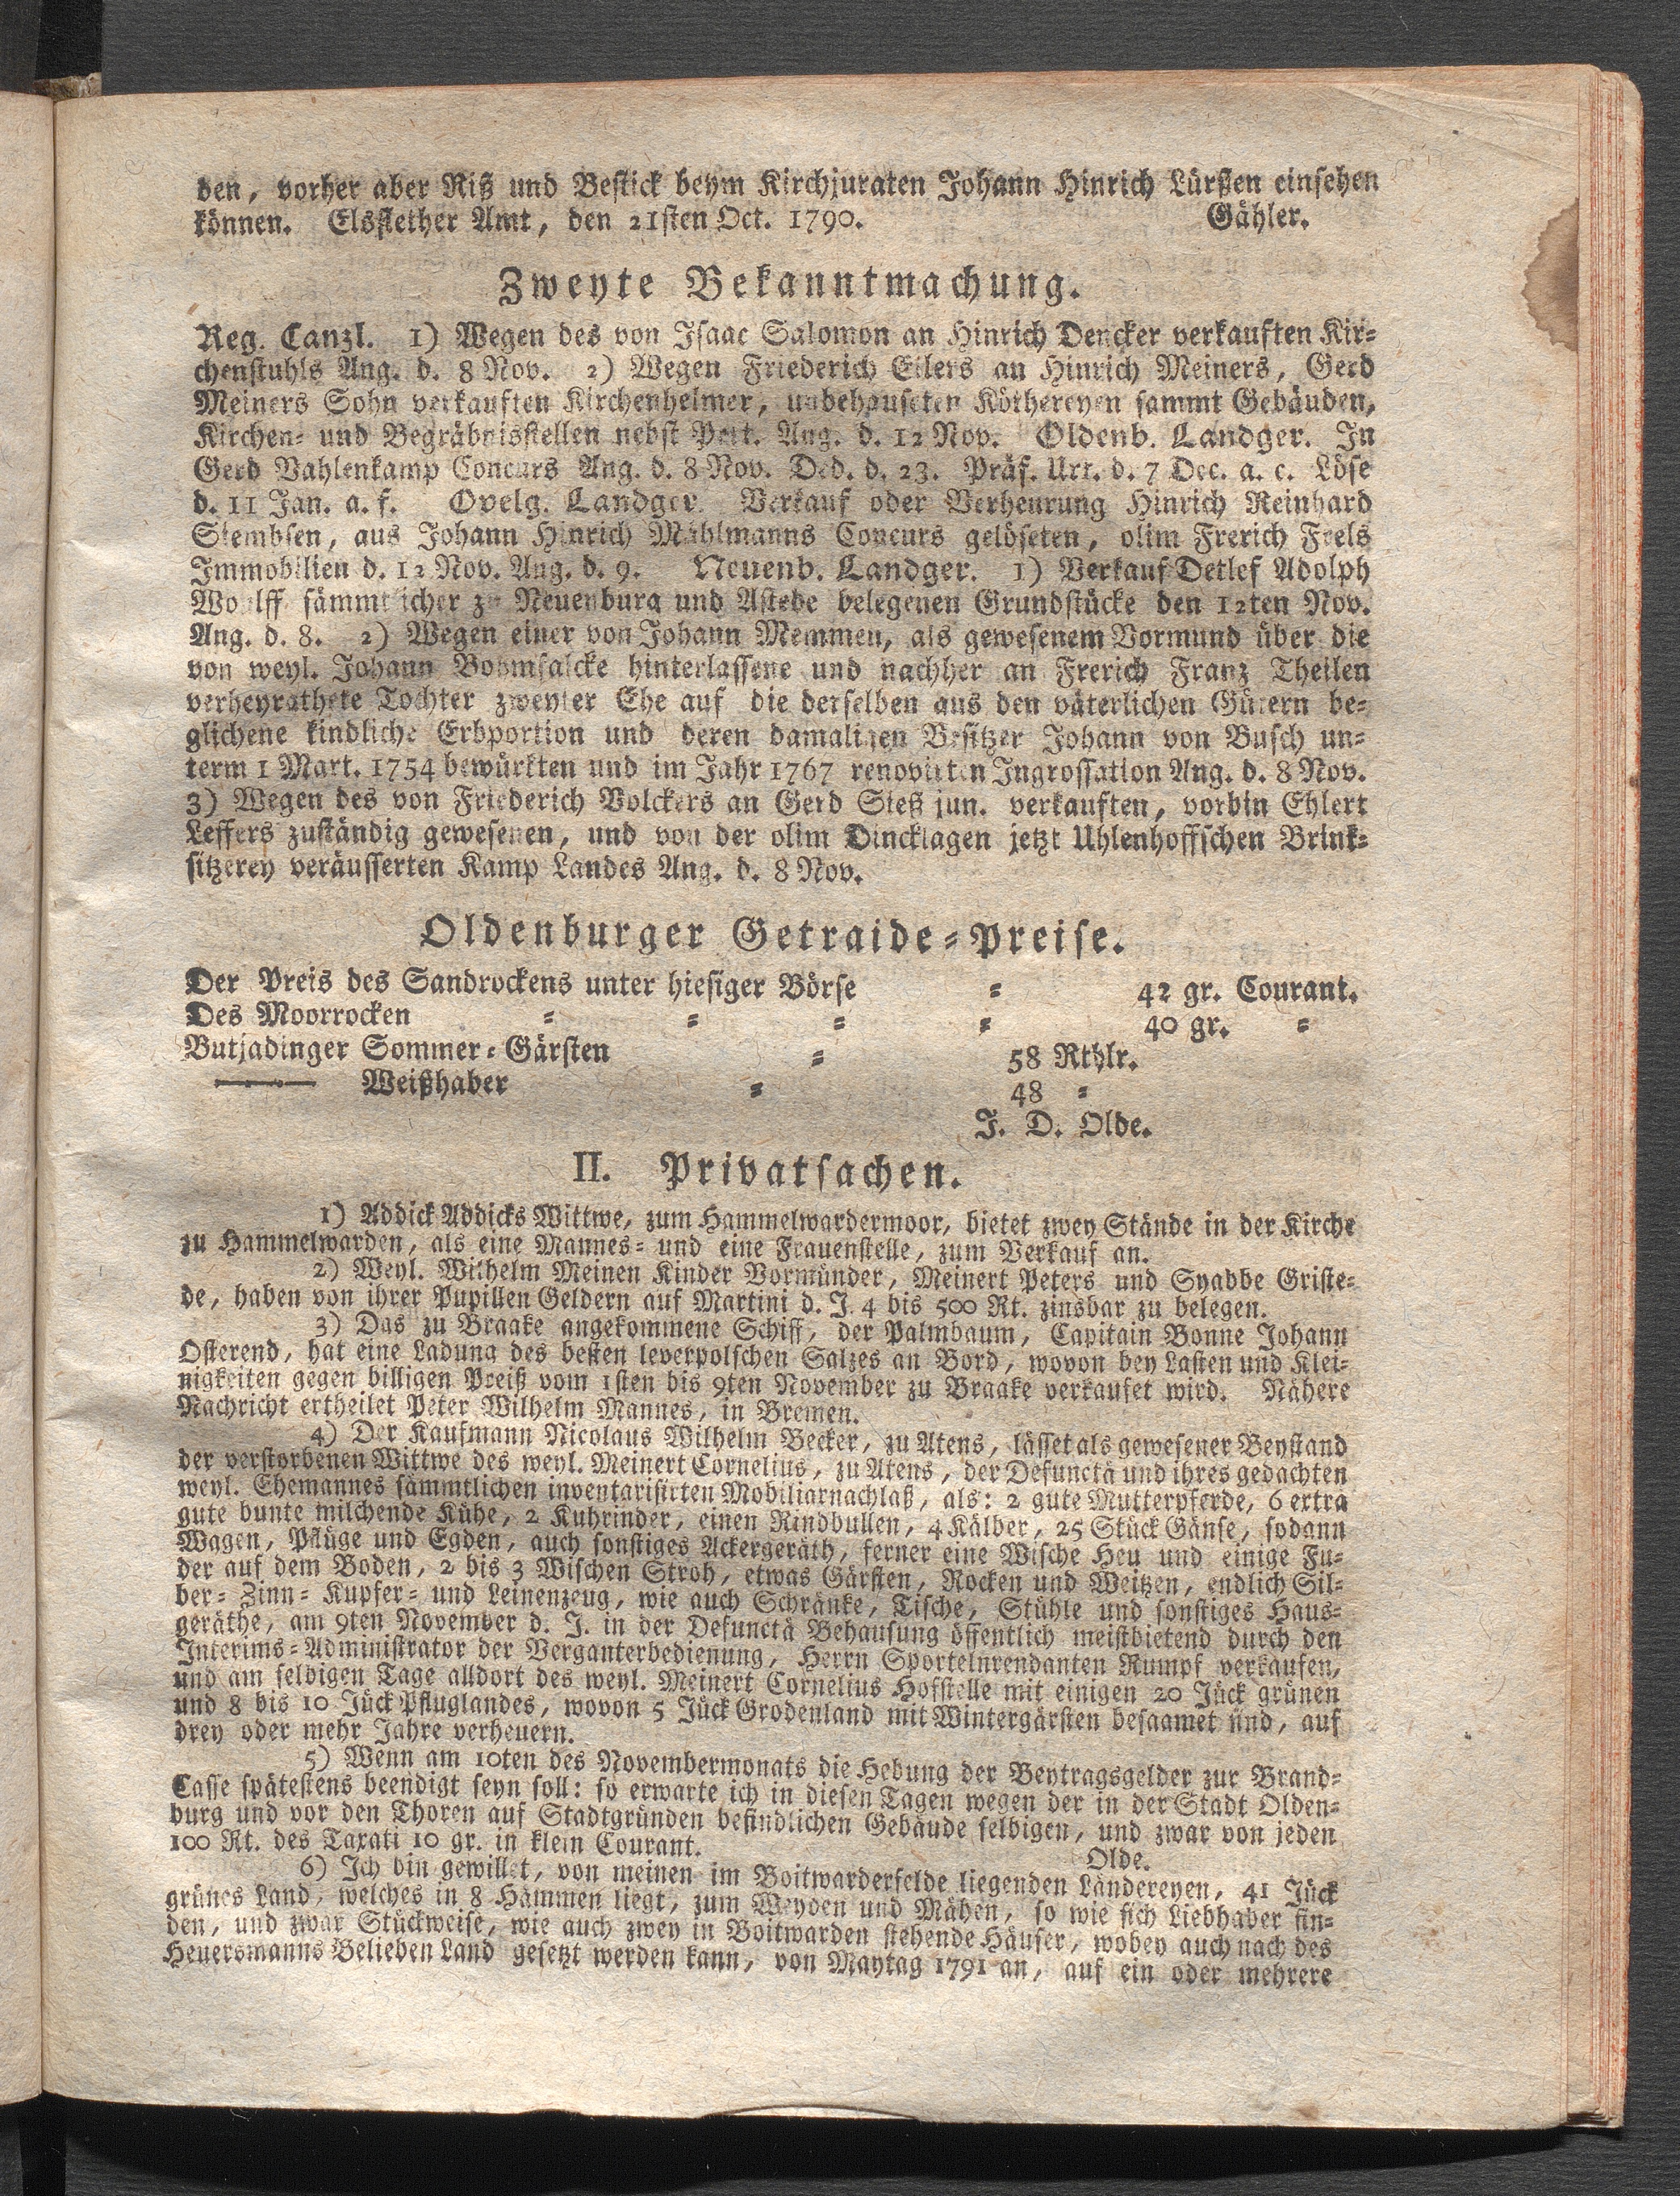 den, vorher aber Riß und Bestick beym Kirchjuraten Johann Hinrich Lürßen einsehen
können. Elsflether Amt, den 21sten Oct. 1790. Gähler.
Zweyte Bekanntmachung.
Reg. Canzl. 1) Wegen des von Isaac Salomon an Hinrich Dencker verkauften Kir=
chenstuhls Ang. d. 8 Nov. 2) Wegen Friederich Eilers an Hinrich Meiners, Gerd
Meiners Sohn verkauften Kirchenhelmer, unbehauseten Köthereyen sammt Gebäuden,
Kirchen= und Begräbnisstellen nebst Pert. Ang. d. 12 Nov. Oldenb. Landger. In
Gerd Vahlenkamp Concurs Ang. d. 8 Nov. Ded. d. 23. Präf. Urt. d. 7 Dec. a. c. Löse
d. 11 Jan. a. f. Ovelg. Landger. Verkauf oder Verheurung Hinrich Reinhard
Stembsen, aus Johann Hinrich Mählmanns Concurs gelöseten, olim Frerich Feels
Immobilien d. 12 Nov. Ang. d. 9. Neuenb. Landger. 1) Verkauf Detlef Adolph
sämmtlicher zu Neuenburg und Astede belegenen Grundstücke den 12ten Nov.
Ang. d. 8. 2) Wegen einer von Johann Memmen, als gewesenem Vormund über die
von weyl. Johann hinterlassene und nachher an Frerich Franz Theilen
verheyrathete Tochter zweyter Ehe auf die derselben aus den väterlichen Gütern be=
glichene kindliche Erbportion und deren damaligen Besitzer Johann von Busch un=
term 1 Mart. 1754 bewürkten und im Jahr 1767 renovirten Ingrossation Ang. d. 8 Nov.
3) Wegen des von Friederich Volckers an Gerd Sieß jun. verkauften, vorhin Ehlert
Leffers zuständig gewesenen, und von der olim Dincklagen jetzt Uhlenhoffschen Brink=
sitzerey veräusserten Kamp Landes Ang. d. 8 Nov.
Oldenburger Getraide=Preise.
Der Preis des Sandrockens unter hiesiger Börse = 42 gr. Courant.
Des Moorrocken = = = = 40 gr. =
Butjadinger Sommer=Gärsten = 58 Rthlr.
—— Weißhaber = 48 =
J. D. Olde.
II. Privatsachen.
1) Addick Addicks Wittwe, zum Hammelwardermoor, bietet zwey Stände in der Kirche
zu Hammelwarden, als eine Mannes= und eine Frauenstelle, zum Verkauf an.
2) Weyl. Wilhelm Meinen Kinder Vormünder, Meinert Peters und Syabbe Griste=
de, haben von ihrer Pupillen Geldern auf Martini d. J. 4 bis 500 Rt. zinsbar zu belegen.
3) Das zu Braake angekommene Schiff, der Palmbaum, Capitain Bonne Johann
Osterend, hat eine Ladung des besten leverpolschen Salzes an Bord, wovon bey Lasten und Klei=
nigkeiten gegen billigen Preiß vom 1sten bis 9ten November zu Braake verkaufet wird. Nähere
Nachricht ertheilet Peter Wilhelm Mannes, in Bremen.
4) Der Kaufmann Nicolaus Wilhelm Becker, zu Atens, lässet als gewesener Beystand
der verstorbenen Wittwe des weyl. Meinert Cornelius, zu Atens, der Defunctä und ihres gedachten
weyl. Ehemannes sämmtlichen inventarisirten Mobiliarnachlaß, als: 2 gute Mutterpferde, 6 extra
gute bunte milchende Kühe, 2 Kuhrinder, einen Rindbullen, 4 Kälber, 25 Stück Gänse, sodann
Wagen, Pflüge und Egden, auch sonstiges Ackergeräth, ferner eine Wische Heu und einige Fu=
der auf dem Boden, 2 bis 3 Wischen Stroh, etwas Gärsten, Rocken und Weitzen, endlich Sil=
ber= Zinn= Kupfer= und Leinenzeug, wie auch Schränke, Tische, Stühle und sonstiges Haus=
geräthe, am 9ten November d. J. in der Defunctä Behausung öffentlich meistbietend durch den
Interims=Administrator der Verganterbedienung, Herrn Sportelnrendanten Rumpf verkaufen,
und am selbigen Tage alldort des weyl. Meinert Cornelius Hofstelle mit einigen 20 Jück grünen
und 8 bis 10 Jück Pfluglandes, wovon 5 Jück Grodenland mit Wintergärsten besaamet sind, auf
drey oder mehr Jahre verheuern.
5) Wenn am 10ten des Novembermonats die Hebung der Beytragsgelder zur Brand=
Casse spätestens beendigt seyn soll: so erwarte ich in diesen Tagen wegen der in der Stadt Olden=
burg und vor den Thoren auf Stadtgründen befindlichen Gebäude selbigen, und zwar von jeden
100 Rt. des Taxati 10 gr. in klein Courant. Olde.
6) Ich bin gewillet, von meinen im Boitwarderfelde liegenden Ländereyen, 41 Jück
grünes Land, welches in 8 Hämmen liegt, zum Weyden und Mähen, so wie sich Liebhaber fin=
den, und zwar Stückweise, wie auch zwey in Boitwarden stehende Häuser, wobey auch nach des
Heuersmanns Belieben Land gesetzt werden kann, von Maytag 1791 an, auf ein oder mehrere